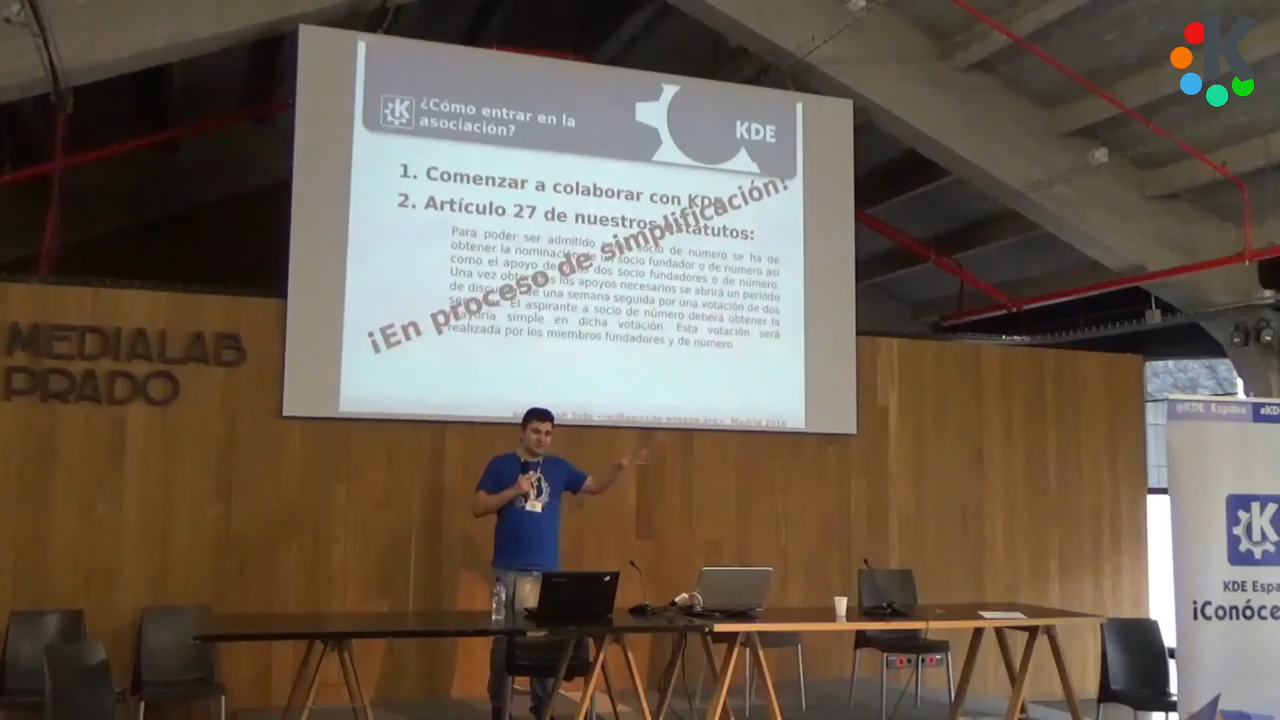 ¿Cómo entrar en la
asociación?
KDE
1. Comenzar a colaborar con KDE
2. Artículo 27 de nuestros estatutos:
Para poder ser admitido socio de número se ha de
obtener la nominación de un socio fundador o de número así
como el apoyo de dos socio fundadores o de número.
Una vez obtenidos los apoyos necesarios se abrirá un periodo
de discusión de una semana seguida por una votación de dos
El aspirante a socio de número deberá obtener la
mayoría simple en dicha votación. Esta votación será
realizada por los miembros fundadores y de número
¡En proceso de simplificación!
Madrid 2016
MEDIALAB
PRADO
@KDE_Espana #KD
K
KDE Espa
¡Conóce
K